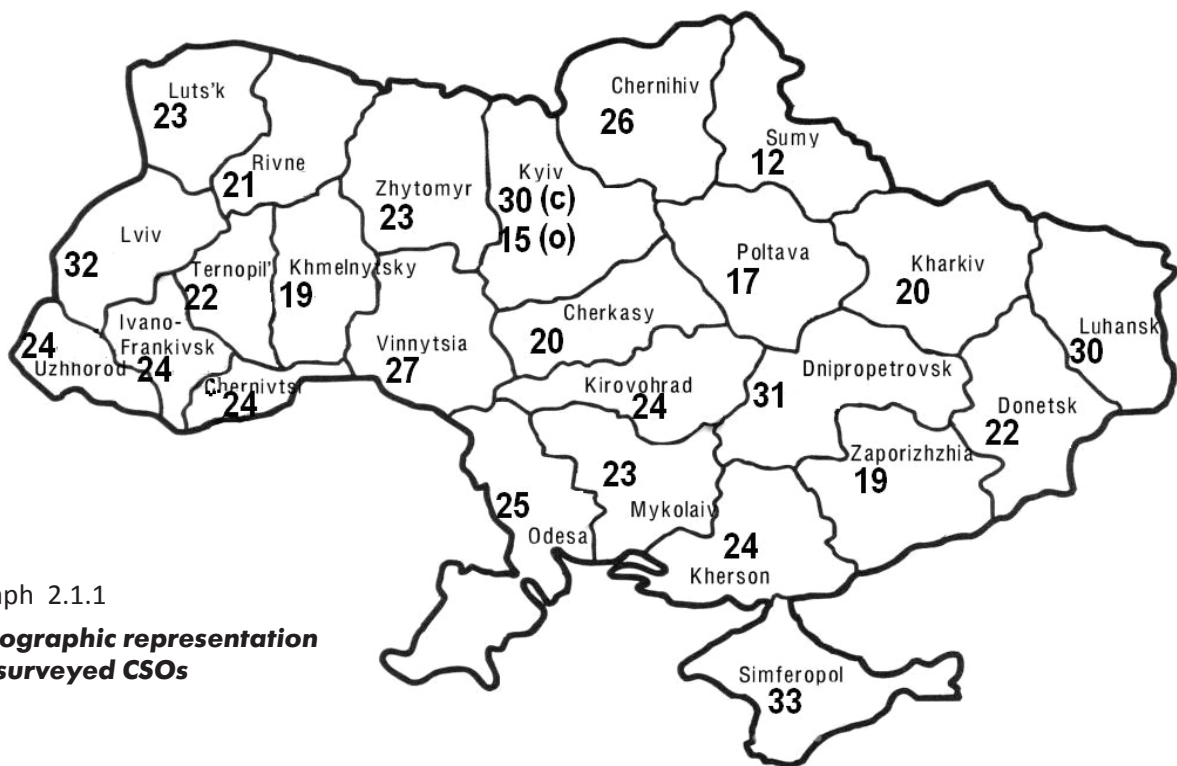 Chernihiv
26
Luts'k
23
Sumy
12
Rivne
21
Kyiv
30 (c)
15 (o)
Zhytomyr
23
Lviv
32
Ternopil'
22
Khmelnytsky
19
Poltava
17
Kharkiv
20
Ivano-
Frankivsk
24
24
Uzhhorod
Chernivtsi
24
Vinnytsia
27
Cherkasy
20
Luhansk
30
Kirovohrad
24
Dnipropetrovsk
31
Donetsk
22
Zaporizhzhia
19
23
Mykolaiv
25
Odesa
24
Kherson
Simferopol
33
aph 2.1.1
ographic representation
surveyed CSOs